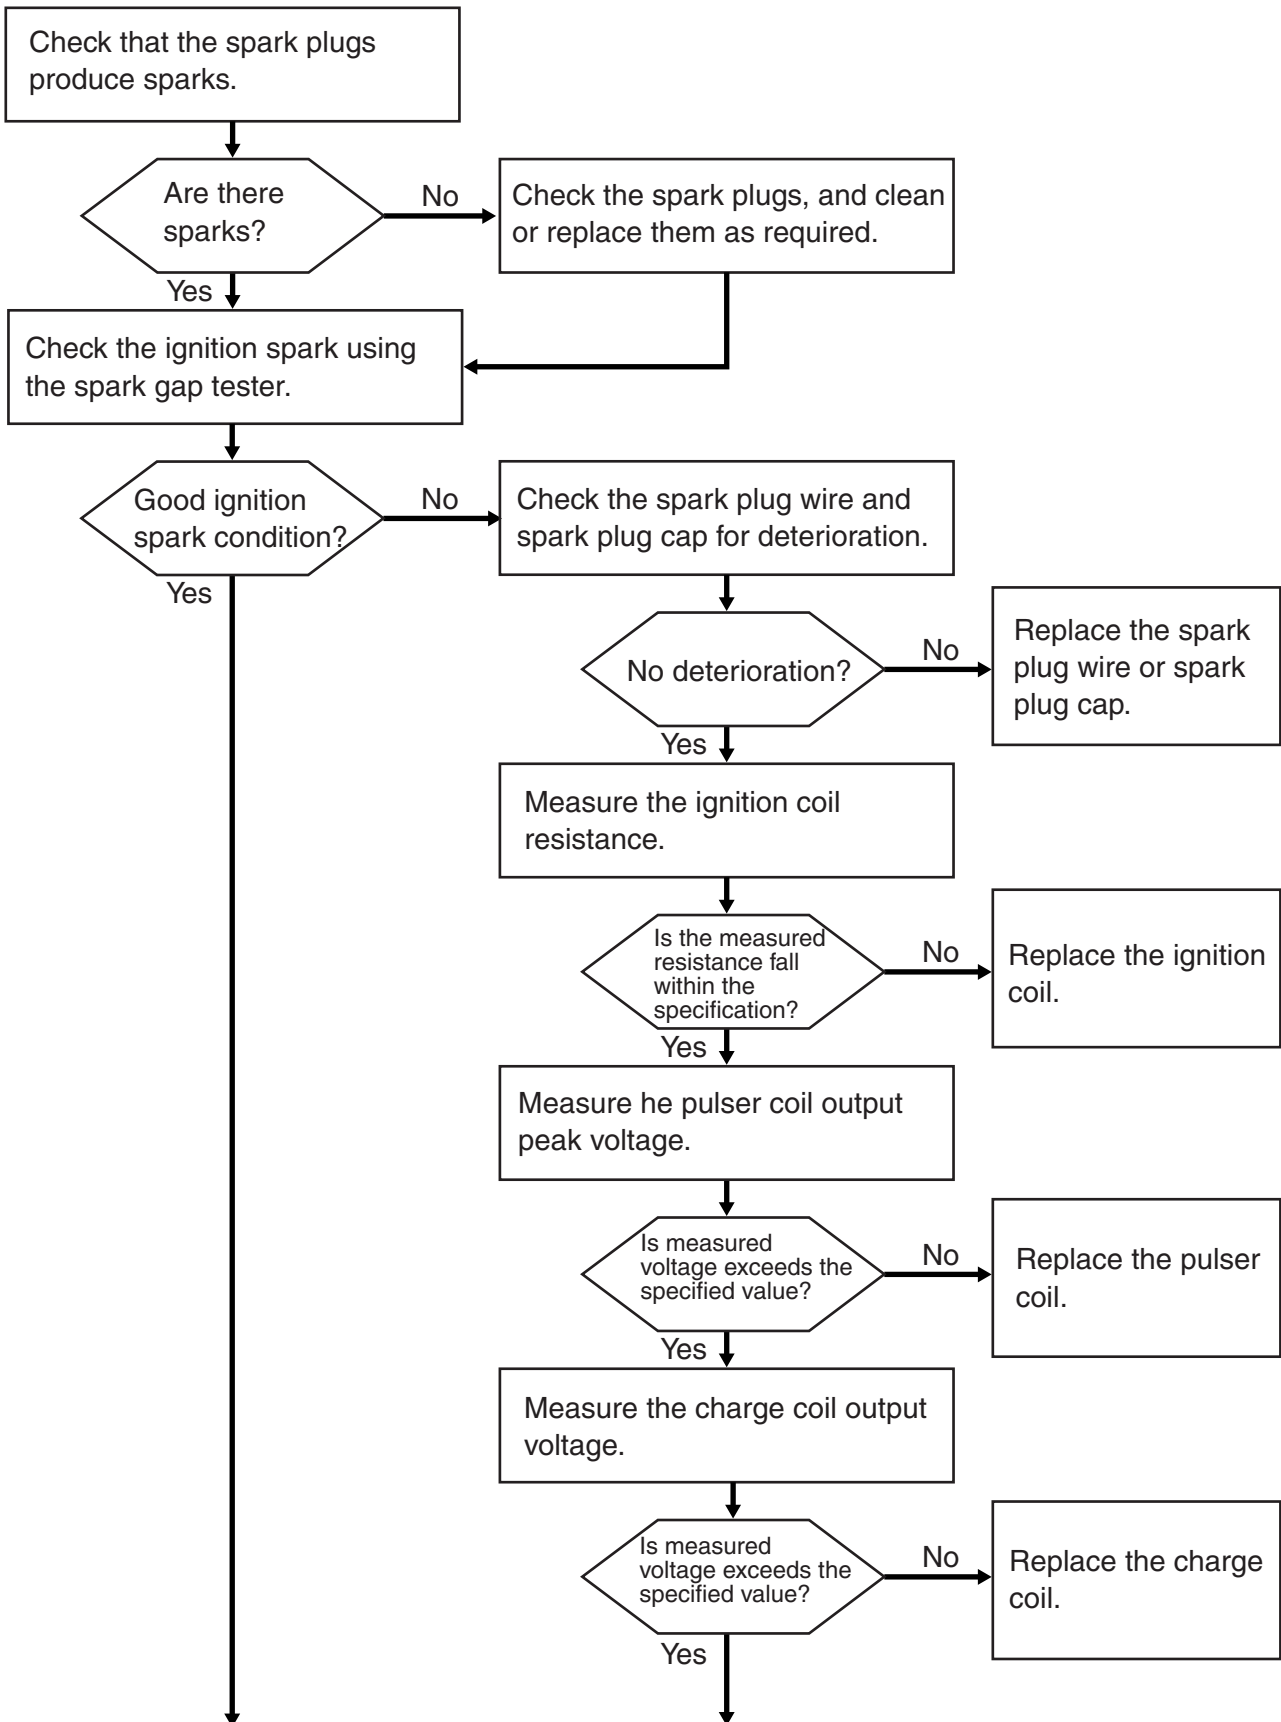 Check that the spark plugs
produce sparks.
Are there
sparks?
No
Check the spark plugs, and clean
or replace them as required.
Yes
Check the ignition spark using
the spark gap tester.
Good ignition
spark condition?
No
Check the spark plug wire and
spark plug cap for deterioration.
Yes
No deterioration?
No
Replace the spark
plug wire or spark
plug cap.
Yes
Measure the ignition coil
resistance.
Is the measured
resistance fall
within the
specification?
No
Replace the ignition
coil.
Yes
Measure he pulser coil output
peak voltage.
Is measured
voltage exceeds the
specified value?
No
Replace the pulser
coil.
Yes
Measure the charge coil output
voltage.
Is measured
voltage exceeds the
specified value?
No
Replace the charge
coil.
Yes